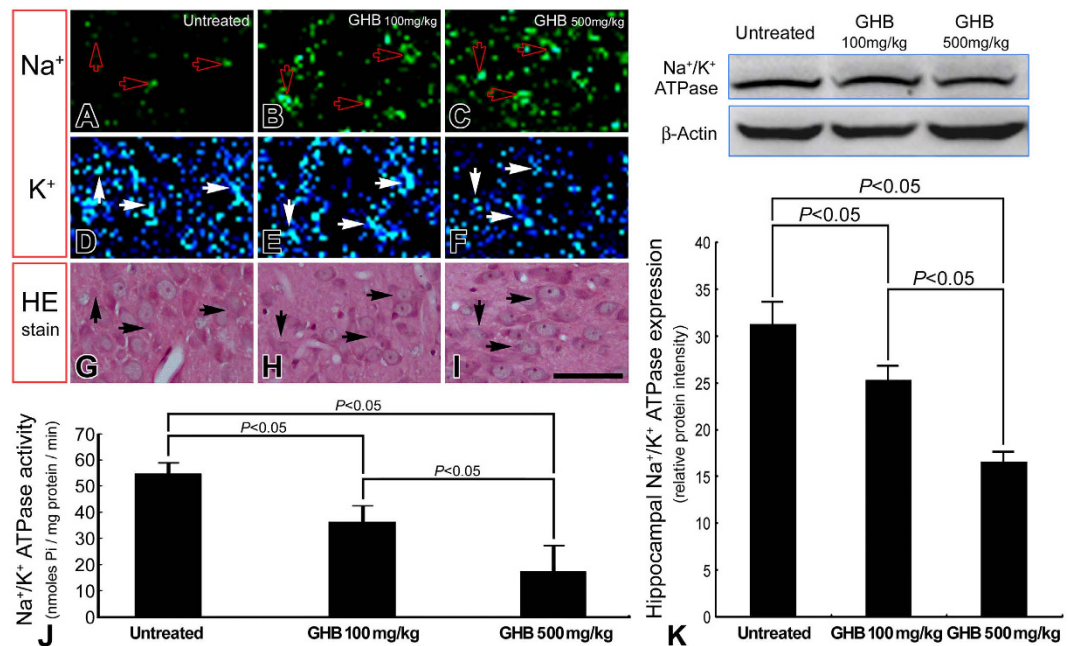 Na⁺
Untreated
GHB 100mg/kg
GHB 500mg/kg
A
B
C
K⁺
D
E
F
HE
stain
G
H
I
Na⁺/K⁺ ATPase activity
(nmoles Pi / mg protein / min)
70
60
50
40
30
20
10
0
P<0.05
P<0.05
P<0.05
Untreated
GHB 100 mg/kg
GHB 500 mg/kg
J
Untreated
GHB
100mg/kg
GHB
500mg/kg
Na⁺/K⁺
ATPase
β-Actin
Hippocampal Na⁺/K⁺ ATPase expression
(relative protein intensity)
40
35
30
25
20
15
10
5
0
P<0.05
P<0.05
P<0.05
Untreated
GHB 100 mg/kg
GHB 500 mg/kg
K